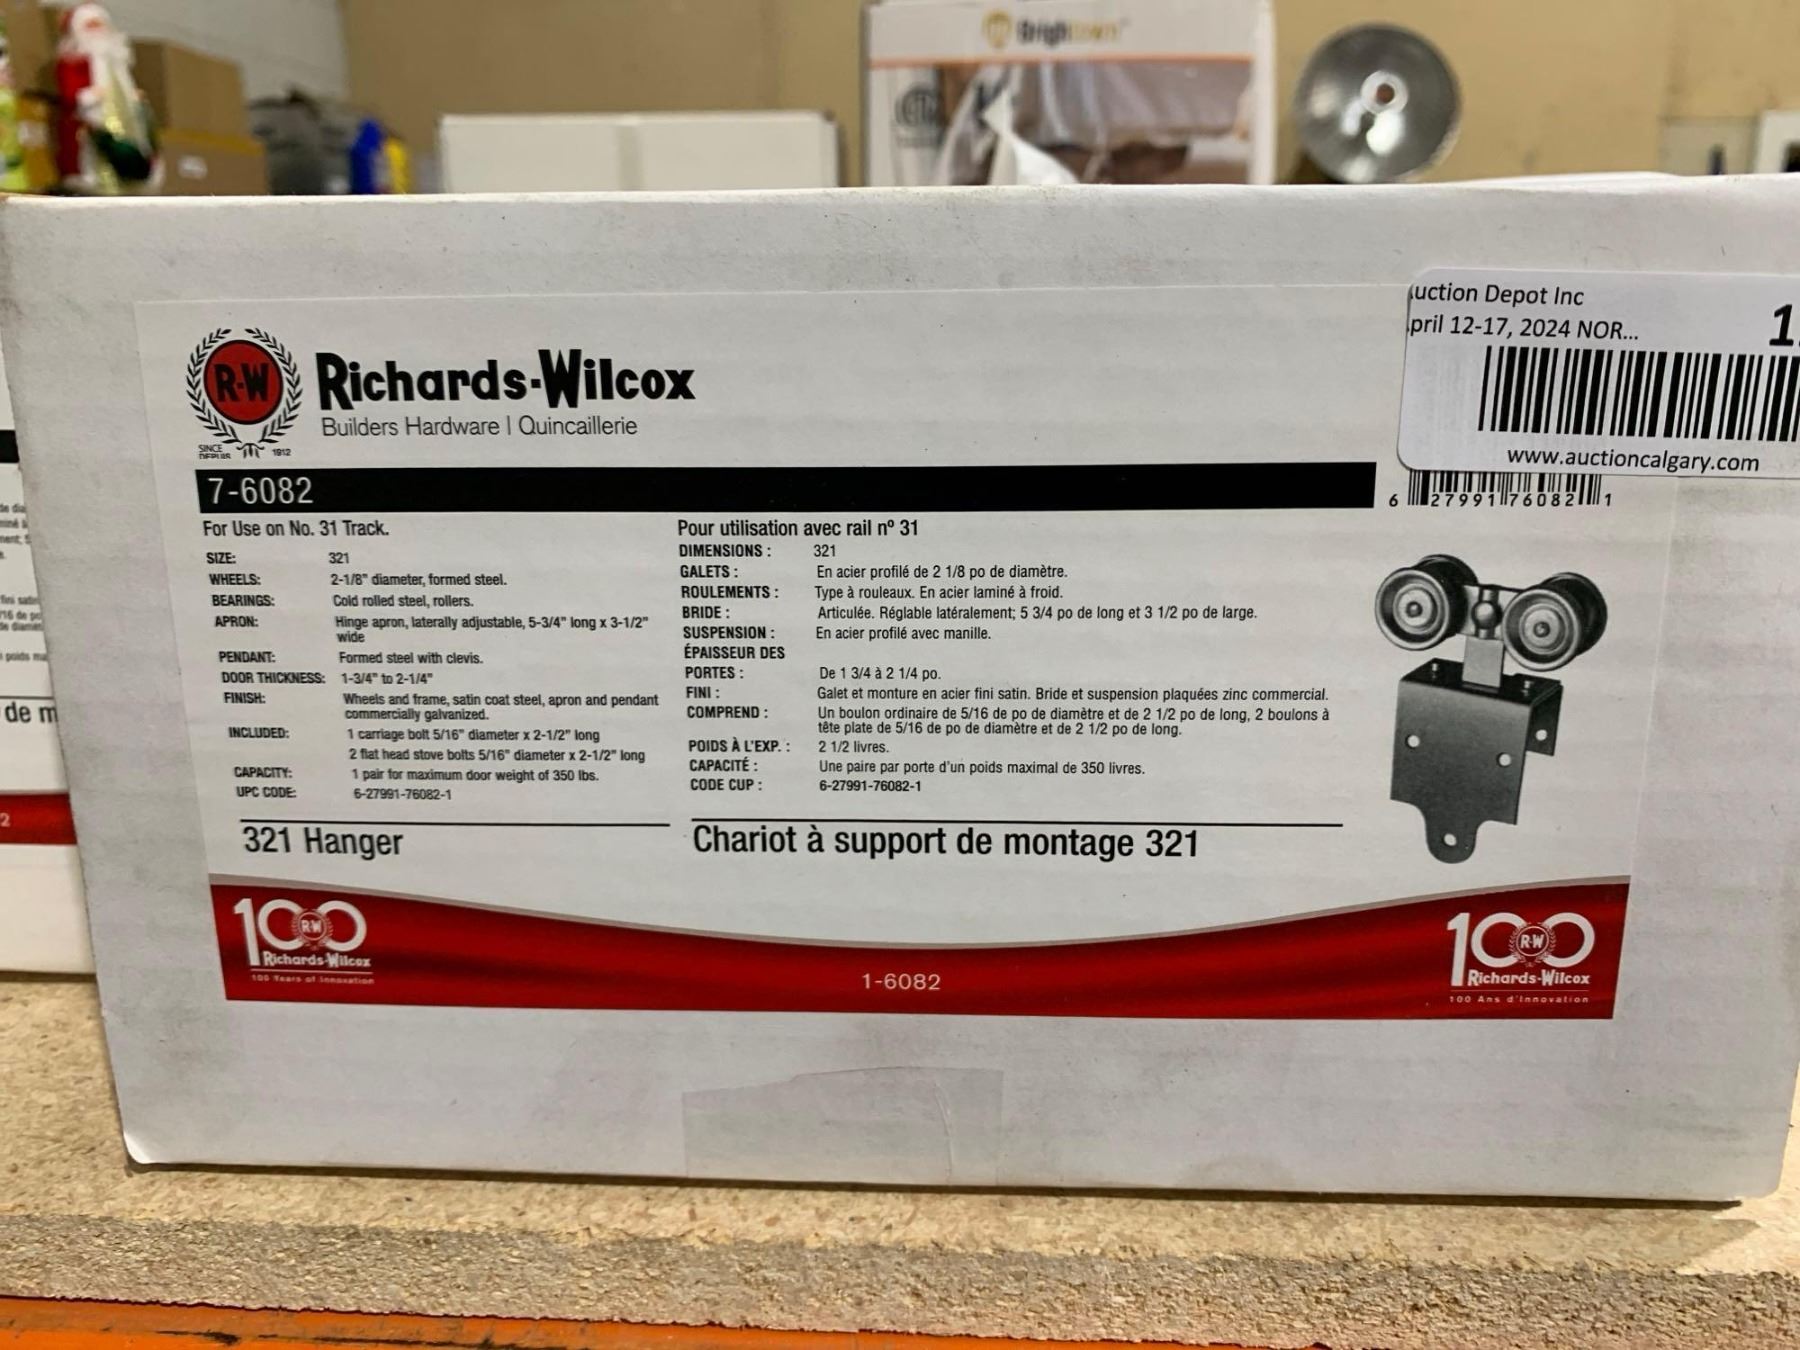 Brightown
uction Depot Inc
pril 12-17, 2024 NOR...
1
www.auctioncalgary.com
R-W
SINCE
DEPUIS
1912
Richards-Wilcox
Builders Hardware | Quincaillerie
7-6082
6 27991 76082 1
For Use on No. 31 Track.
SIZE: 321
WHEELS: 2-1/8" diameter, formed steel.
BEARINGS: Cold rolled steel, rollers.
APRON: Hinge apron, laterally adjustable, 5-3/4" long x 3-1/2"
wide
PENDANT: Formed steel with clevis.
DOOR THICKNESS: 1-3/4" to 2-1/4"
FINISH: Wheels and frame, satin coat steel, apron and pendant
commercially galvanized.
INCLUDED: 1 carriage bolt 5/16" diameter x 2-1/2" long
2 flat head stove bolts 5/16" diameter x 2-1/2" long
CAPACITY: 1 pair for maximum door weight of 350 lbs.
UPC CODE: 6-27991-76082-1
321 Hanger
Pour utilisation avec rail nº 31
DIMENSIONS : 321
GALETS : En acier profilé de 2 1/8 po de diamètre.
ROULEMENTS : Type à rouleaux. En acier laminé à froid.
BRIDE : Articulée. Réglable latéralement; 5 3/4 po de long et 3 1/2 po de large.
SUSPENSION : En acier profilé avec manille.
ÉPAISSEUR DES
PORTES : De 1 3/4 à 2 1/4 po.
FINI : Galet et monture en acier fini satin. Bride et suspension plaquées zinc commercial.
COMPREND : Un boulon ordinaire de 5/16 de po de diamètre et de 2 1/2 po de long, 2 boulons à
tête plate de 5/16 de po de diamètre et de 2 1/2 po de long.
POIDS À L'EXP. : 2 1/2 livres.
CAPACITÉ : Une paire par porte d'un poids maximal de 350 livres.
CODE CUP : 6-27991-76082-1
Chariot à support de montage 321
100
R-W
Richards-Wilcox
100 Years of Innovation
1-6082
100
R-W
Richards-Wilcox
100 Ans d'Innovation
de m
2